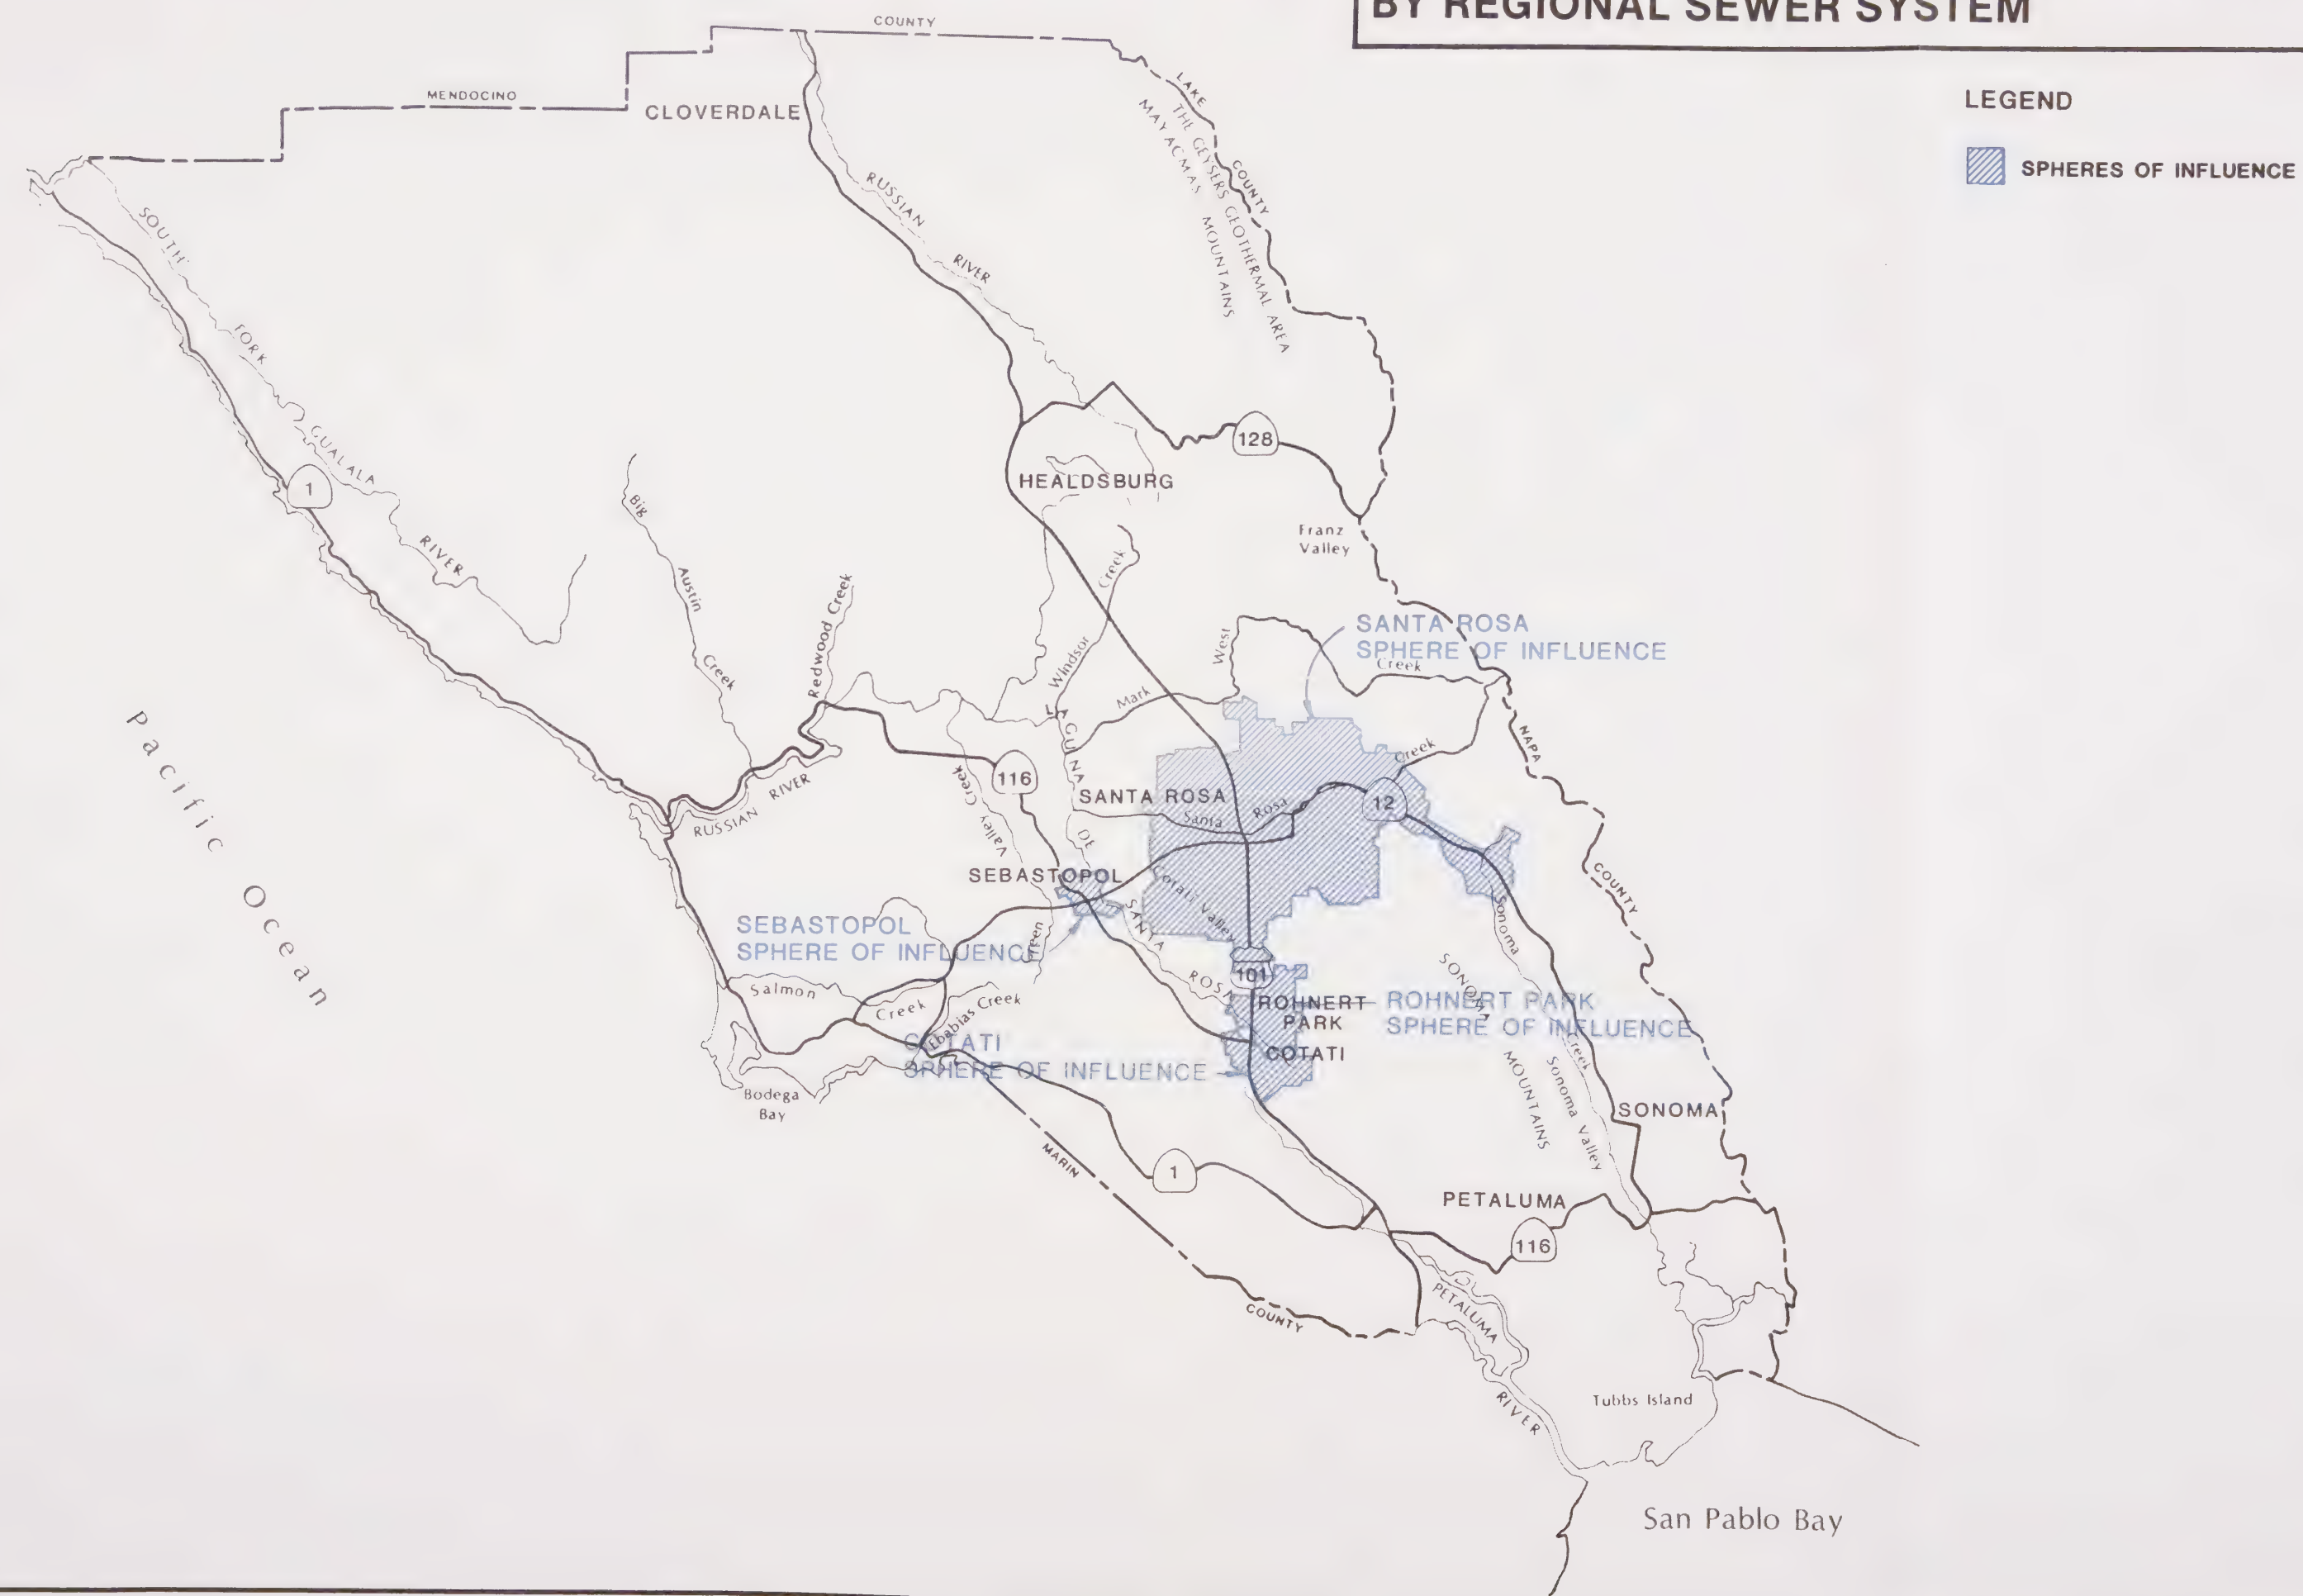 BY REGIONAL SEWER SYSTEM
LEGEND
SPHERES OF INFLUENCE
COUNTY
MENDOCINO
CLOVERDALE
LAKE
COUNTY
THE GEYSERS GEOTHERMAL AREA
MAYACMAS MOUNTAINS
RUSSIAN
RIVER
SOUTH
FORK
GUALALA
RIVER
1
128
HEALDSBURG
Franz
Valley
Big
Austin
Creek
Redwood Creek
Creek
Windsor
West
Mark
Creek
SANTA ROSA
SPHERE OF INFLUENCE
LAGUNA
DE
SANTA
ROSA
NAPA
COUNTY
Pacific Ocean
116
RUSSIAN RIVER
Creek
Valley
Green
SANTA ROSA
Santa
Rosa
Creek
12
SEBASTOPOL
Cotati Valley
SEBASTOPOL
SPHERE OF INFLUENCE
101
Sonoma
Creek
SONOMA
MOUNTAINS
Salmon
Creek
Ebabias Creek
ROHNERT
PARK
ROHNERT PARK
SPHERE OF INFLUENCE
COTATI
COTATI
SPHERE OF INFLUENCE
Bodega
Bay
Sonoma Valley
SONOMA
MARIN
COUNTY
1
PETALUMA
116
PETALUMA
RIVER
Tubbs Island
San Pablo Bay